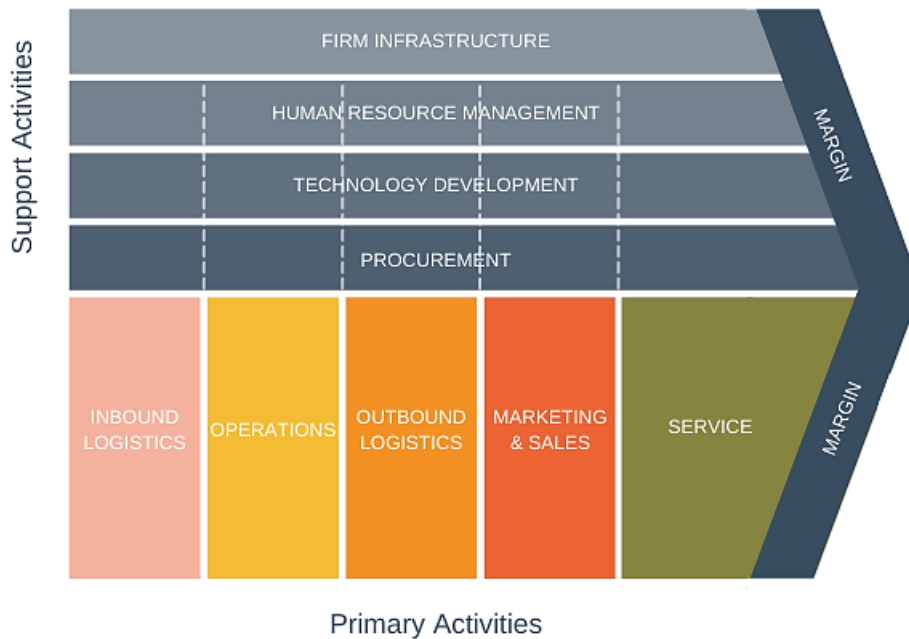 Support Activities
FIRM INFRASTRUCTURE
HUMAN RESOURCE MANAGEMENT
TECHNOLOGY DEVELOPMENT
PROCUREMENT
MARGIN
INBOUND
LOGISTICS
OPERATIONS
OUTBOUND
LOGISTICS
MARKETING
& SALES
SERVICE
MARGIN
Primary Activities